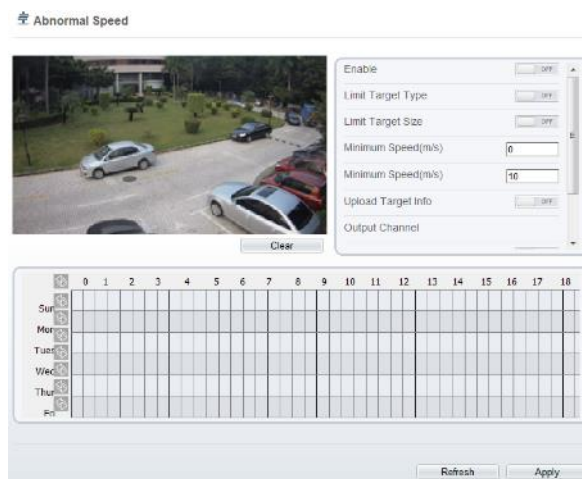 Abnormal Speed
Enable OFF
Limit Target Type OFF
Limit Target Size OFF
Minimum Speed(m/s) 0
Minimum Speed(m/s) 10
Upload Target Info OFF
Output Channel
Clear
0 1 2 3 4 5 6 7 8 9 10 11 12 13 14 15 16 17 18
Sun
Mon
Tues
Wed
Thur
Fri
Refresh Apply